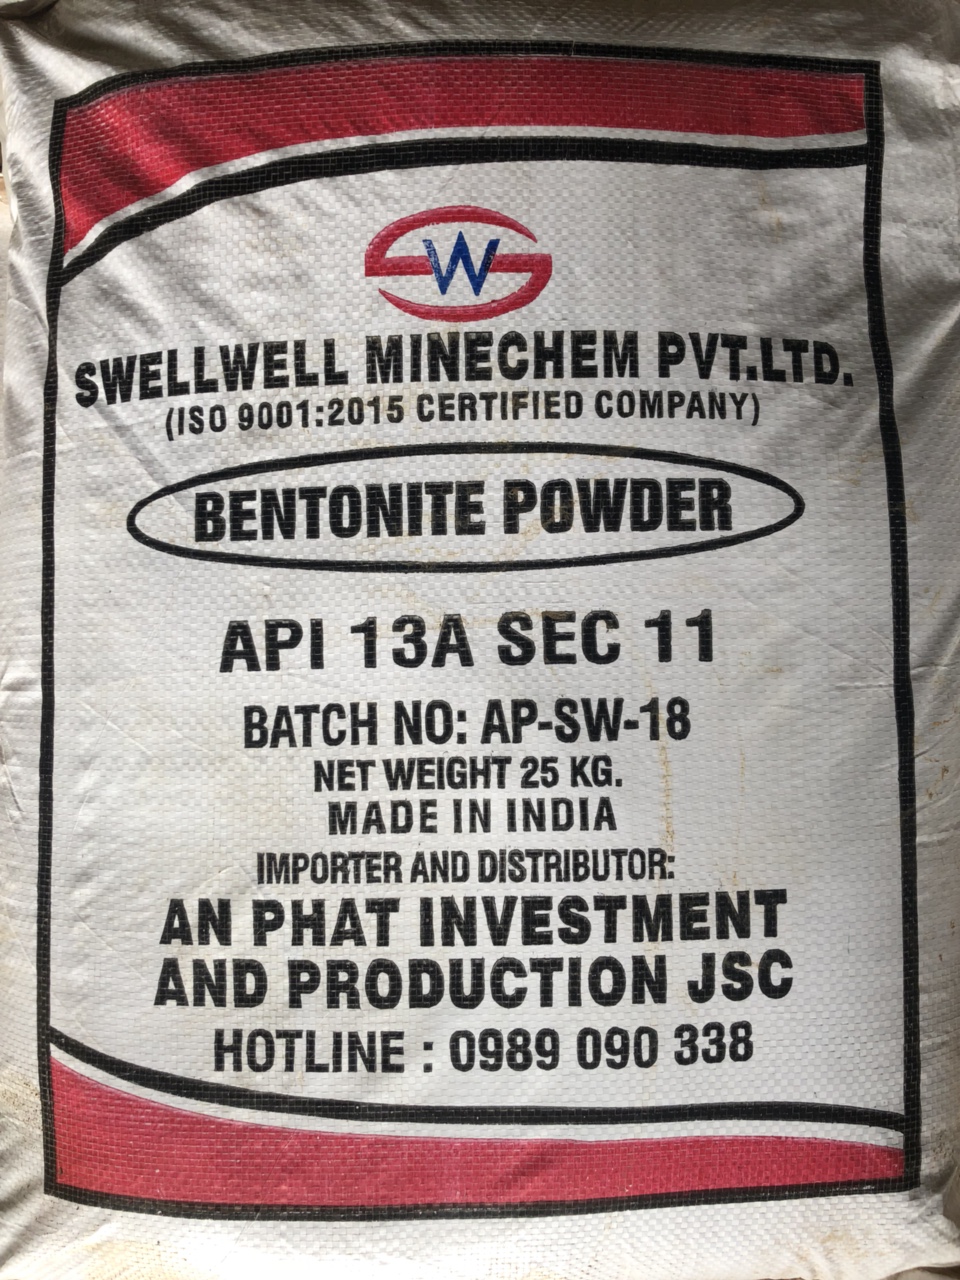 SW
SWELLWELL MINECHEM PVT.LTD.
(ISO 9001:2015 CERTIFIED COMPANY)
BENTONITE POWDER
API 13A SEC 11
BATCH NO: AP-SW-18
NET WEIGHT 25 KG.
MADE IN INDIA
IMPORTER AND DISTRIBUTOR:
AN PHAT INVESTMENT
AND PRODUCTION JSC
HOTLINE : 0989 090 338